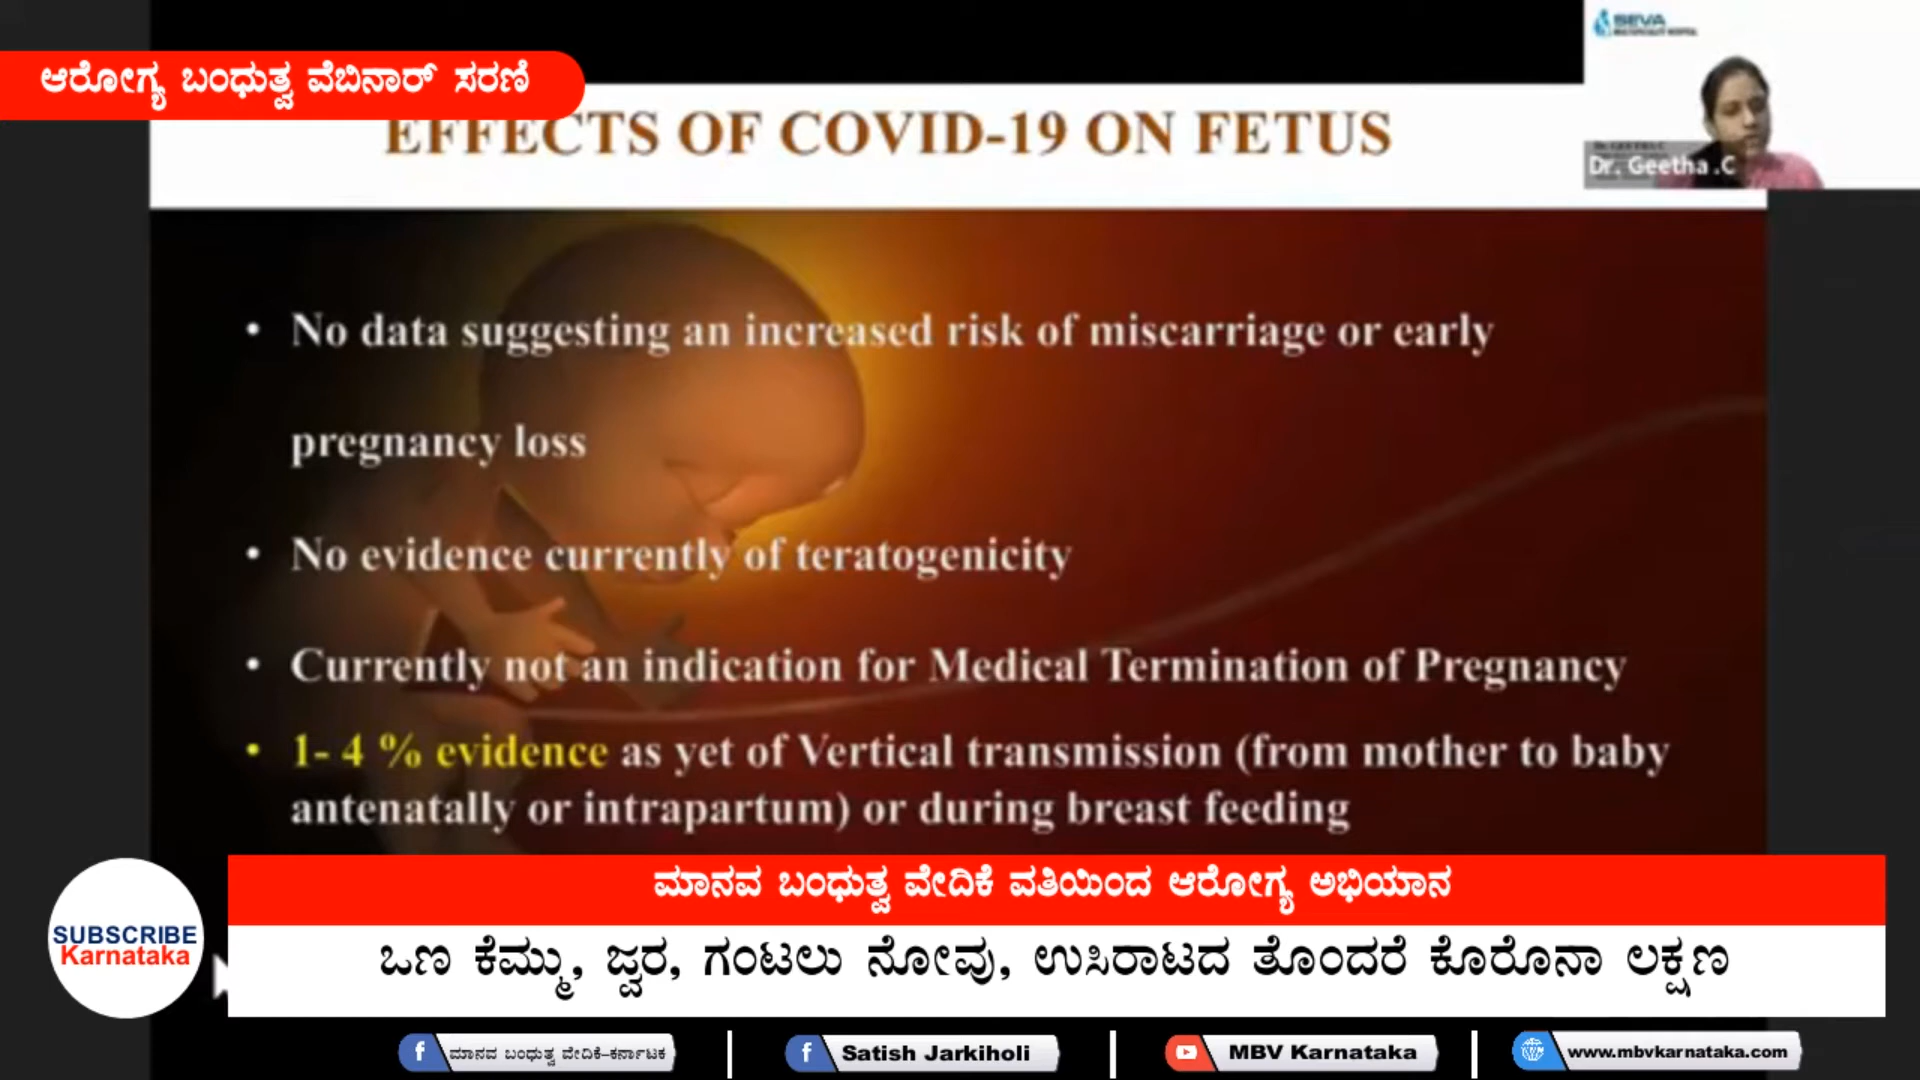 SEVA
ಆರೋಗ್ಯ ಬಂಧುತ್ವ ವೆಬಿನಾರ್ ಸರಣಿ
EFFECTS OF COVID-19 ON FETUS
Dr. Geetha .C
• No data suggesting an increased risk of miscarriage or early
pregnancy loss
• No evidence currently of teratogenicity
• Currently not an indication for Medical Termination of Pregnancy
• 1- 4 % evidence as yet of Vertical transmission (from mother to baby
antenatally or intrapartum) or during breast feeding
ಮಾನವ ಬಂಧುತ್ವ ವೇದಿಕೆ ವತಿಯಿಂದ ಆರೋಗ್ಯ ಅಭಿಯಾನ
SUBSCRIBE
Karnataka
ಒಣ ಕೆಮ್ಮು, ಜ್ವರ, ಗಂಟಲು ನೋವು, ಉಸಿರಾಟದ ತೊಂದರೆ ಕೊರೊನಾ ಲಕ್ಷಣ
ಮಾನವ ಬಂಧುತ್ವ ವೇದಿಕೆ-ಕರ್ನಾಟಕ
Satish Jarkiholi
MBV Karnataka
www.mbvkarnataka.com